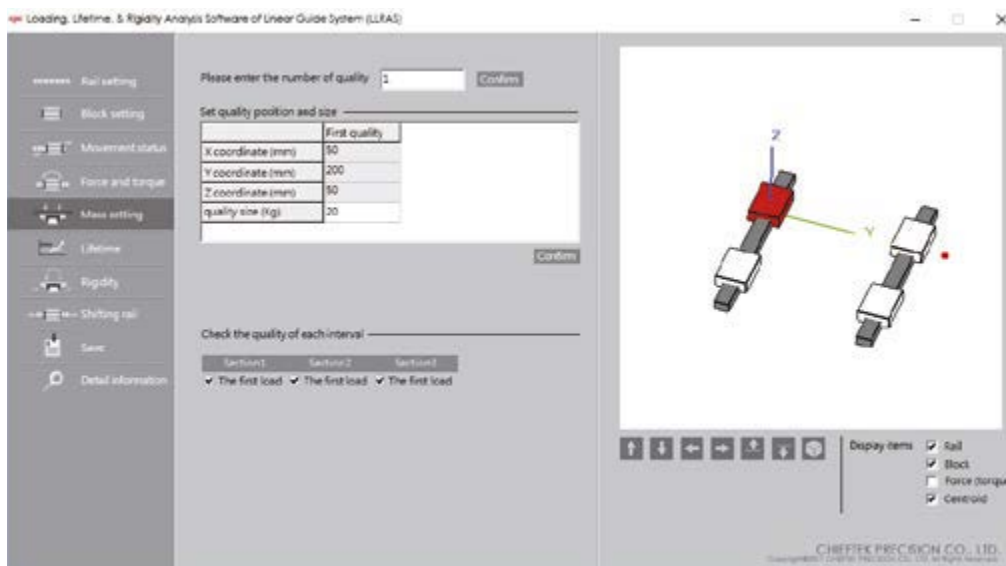 cpc Loading, Lifetime, & Rigidity Analysis Software of Linear Guide System (LLRAS)
Rail setting
Block setting
Movement status
Force and torque
Mass setting
Lifetime
Rigidity
Shifting rail
Save
Detail information
Please enter the number of quality 1 Confirm
Set quality position and size
First quality
X coordinate (mm) 50
Y coordinate (mm) 200
Z coordinate (mm) 50
quality size (Kg) 20
Confirm
Check the quality of each interval
Section1 Section2 Section3
The first load The first load The first load
Z
Y
Display items Rail
Block
Force (torque
Centroid
CHIEFTEK PRECISION CO., LTD.